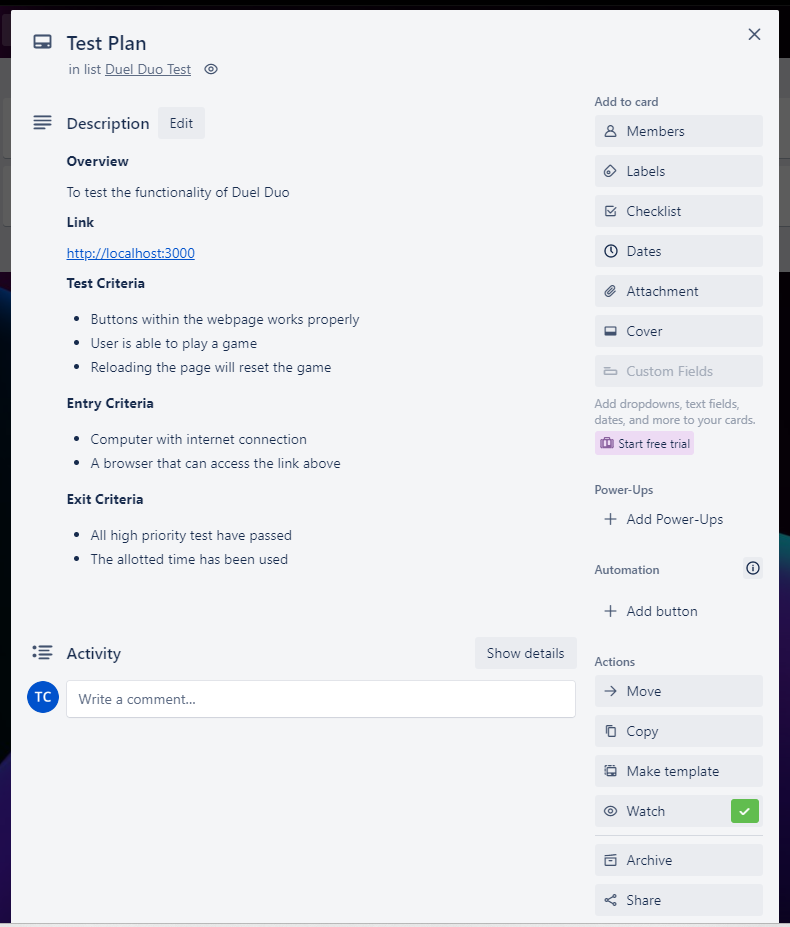 Test Plan
in list Duel Duo Test
Description
Edit
Overview
To test the functionality of Duel Duo
Link
http://localhost:3000
Test Criteria
Buttons within the webpage works properly
User is able to play a game
Reloading the page will reset the game
Entry Criteria
Computer with internet connection
A browser that can access the link above
Exit Criteria
All high priority test have passed
The allotted time has been used
Activity
Show details
TC
Write a comment...
Add to card
Members
Labels
Checklist
Dates
Attachment
Cover
Custom Fields
Add dropdowns, text fields,
dates, and more to your cards.
Start free trial
Power-Ups
Add Power-Ups
Automation
Add button
Actions
Move
Copy
Make template
Watch
Archive
Share